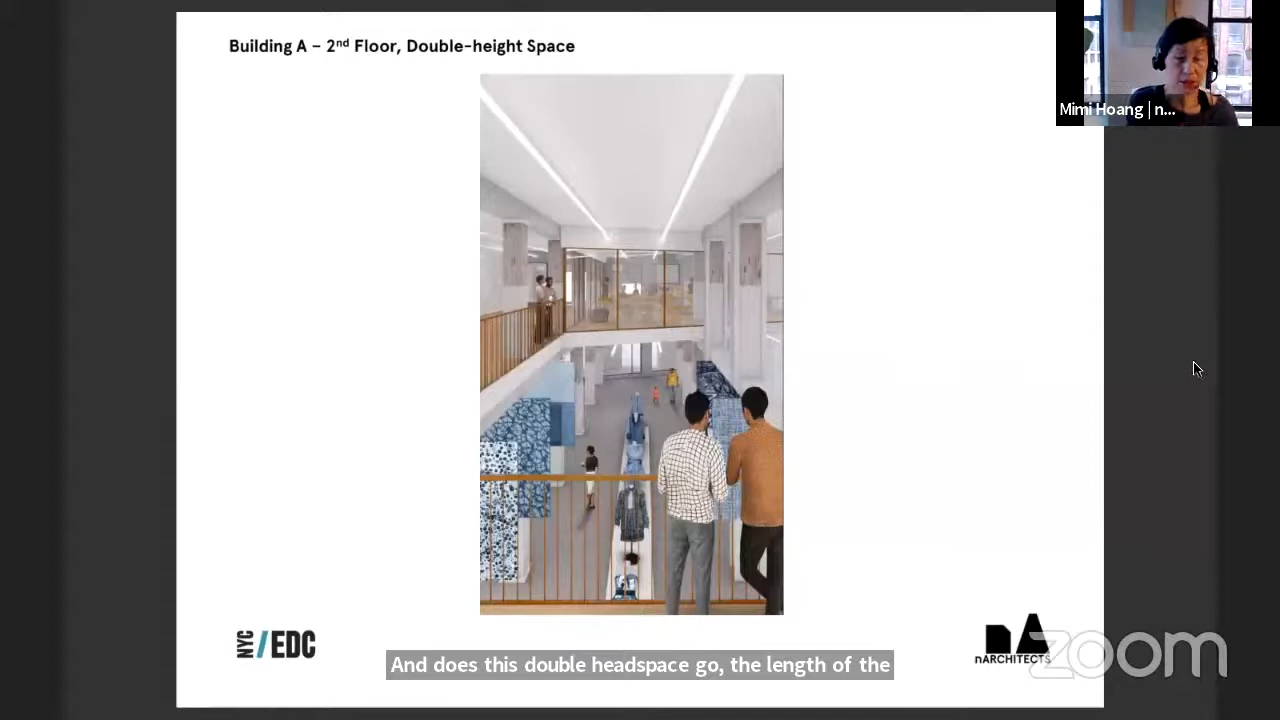 Building A – 2nd Floor, Double-height Space
Mimi Hoang | n...
NYC / EDC
nA
nARCHITECTS
zoom
And does this double headspace go, the length of the